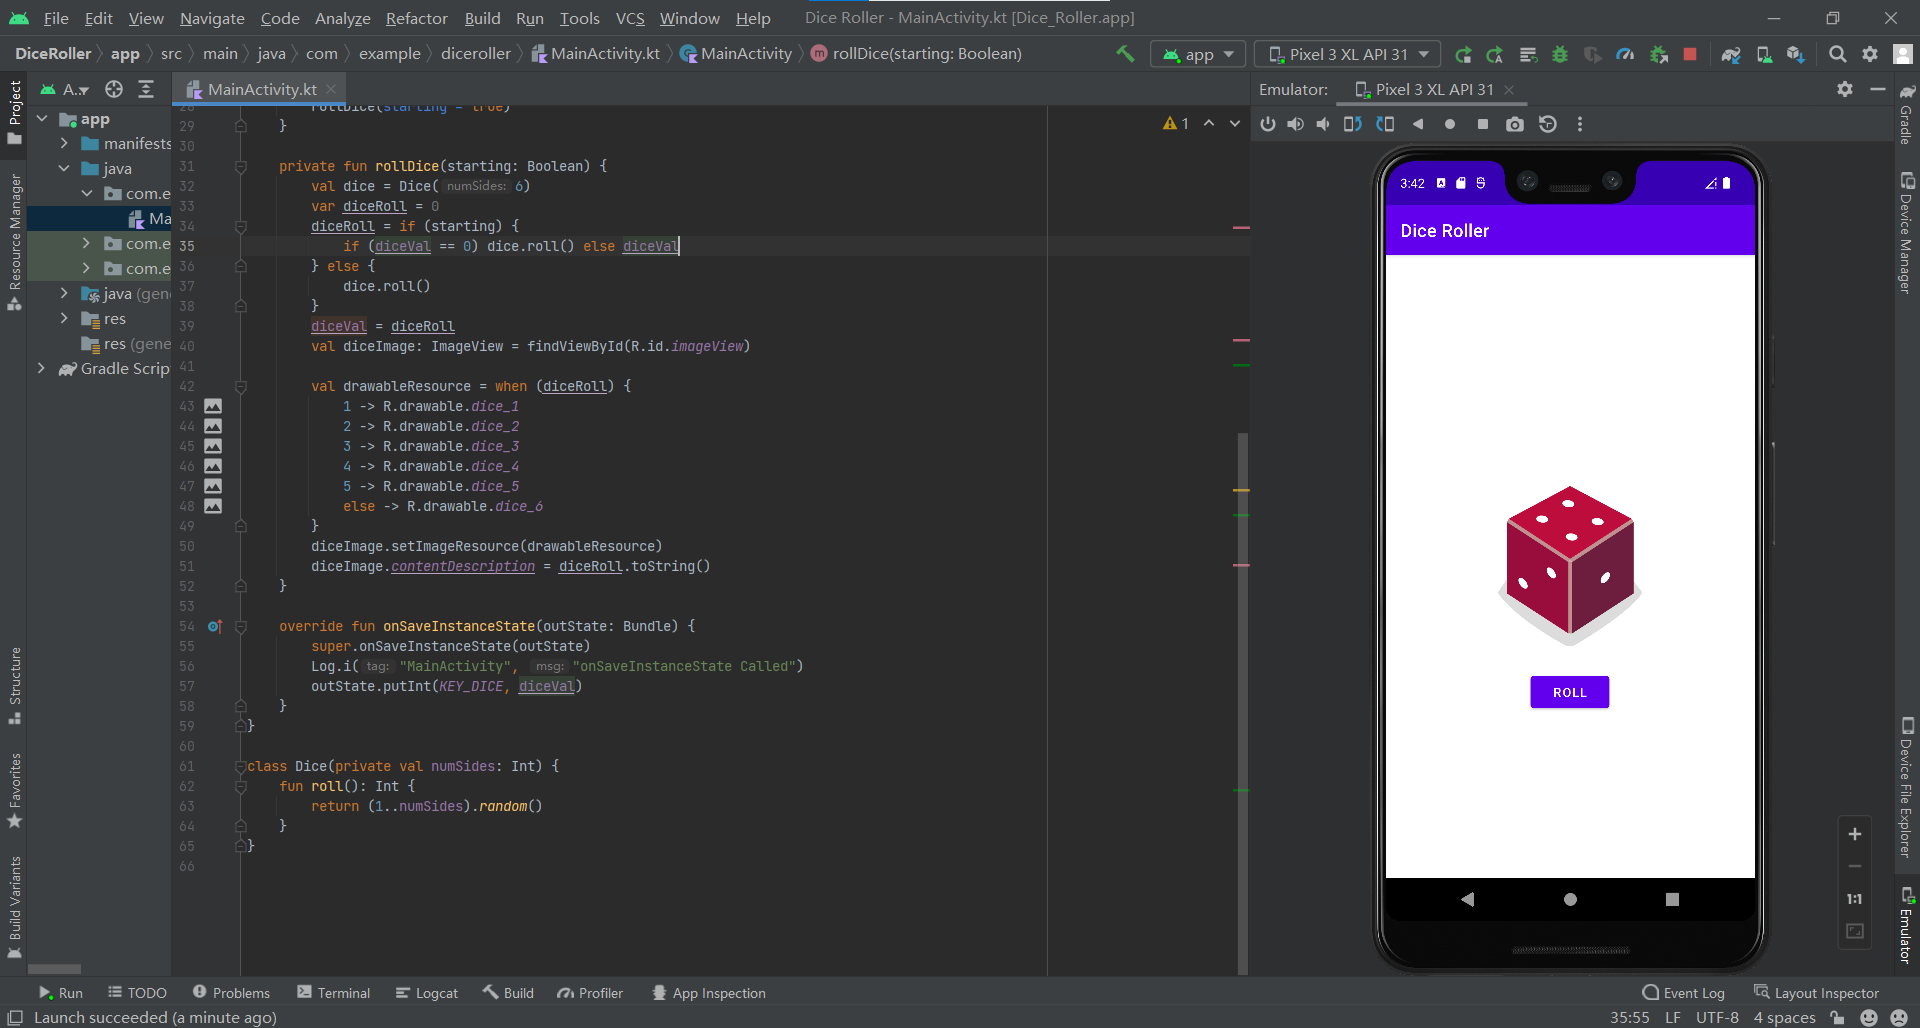 File Edit View Navigate Code Analyze Refactor Build Run Tools VCS Window Help Dice Roller - MainActivity.kt [Dice_Roller.app]
DiceRoller app src main java com example diceroller MainActivity.kt MainActivity rollDice(starting: Boolean) app Pixel 3 XL API 31
Project
Resource Manager
Structure
Favorites
Build Variants
A..
app
manifests
java
com.e
Ma
com.e
com.e
java (gene
res
res (gene
Gradle Scrip
MainActivity.kt
1
28 rollDice(starting = true)
29 }
30
31 private fun rollDice(starting: Boolean) {
32 val dice = Dice( numSides: 6)
33 var diceRoll = 0
34 diceRoll = if (starting) {
35 if (diceVal == 0) dice.roll() else diceVal
36 } else {
37 dice.roll()
38 }
39 diceVal = diceRoll
40 val diceImage: ImageView = findViewById(R.id.imageView)
41
42 val drawableResource = when (diceRoll) {
43 1 -> R.drawable.dice_1
44 2 -> R.drawable.dice_2
45 3 -> R.drawable.dice_3
46 4 -> R.drawable.dice_4
47 5 -> R.drawable.dice_5
48 else -> R.drawable.dice_6
49 }
50 diceImage.setImageResource(drawableResource)
51 diceImage.contentDescription = diceRoll.toString()
52 }
53
54 override fun onSaveInstanceState(outState: Bundle) {
55 super.onSaveInstanceState(outState)
56 Log.i( tag: "MainActivity", msg: "onSaveInstanceState Called")
57 outState.putInt(KEY_DICE, diceVal)
58 }
59 }
60
61 class Dice(private val numSides: Int) {
62 fun roll(): Int {
63 return (1..numSides).random()
64 }
65 }
66
Emulator: Pixel 3 XL API 31
3:42
Dice Roller
ROLL
1:1
Gradle
Device Manager
Device File Explorer
Emulator
Run TODO Problems Terminal Logcat Build Profiler App Inspection Event Log Layout Inspector
Launch succeeded (a minute ago) 35:55 LF UTF-8 4 spaces